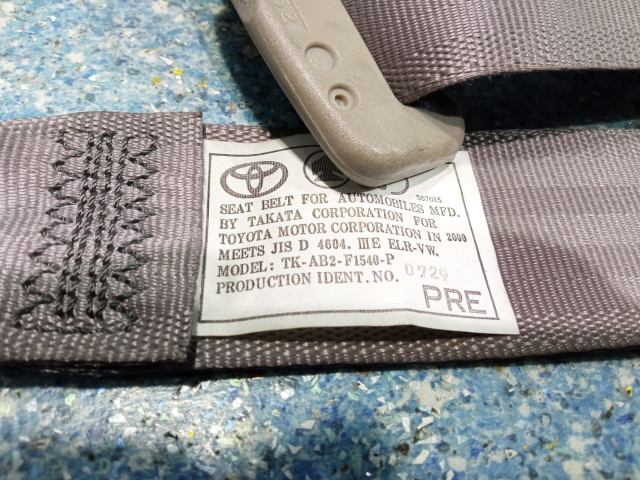 567015
SEAT BELT FOR AUTOMOBILES MFD.
BY TAKATA CORPORATION FOR
TOYOTA MOTOR CORPORATION IN 2000
MEETS JIS D 4604. ⅢE ELR-VW.
MODEL: TK-AB2-F1540-P
PRODUCTION IDENT. NO. 0729
PRE